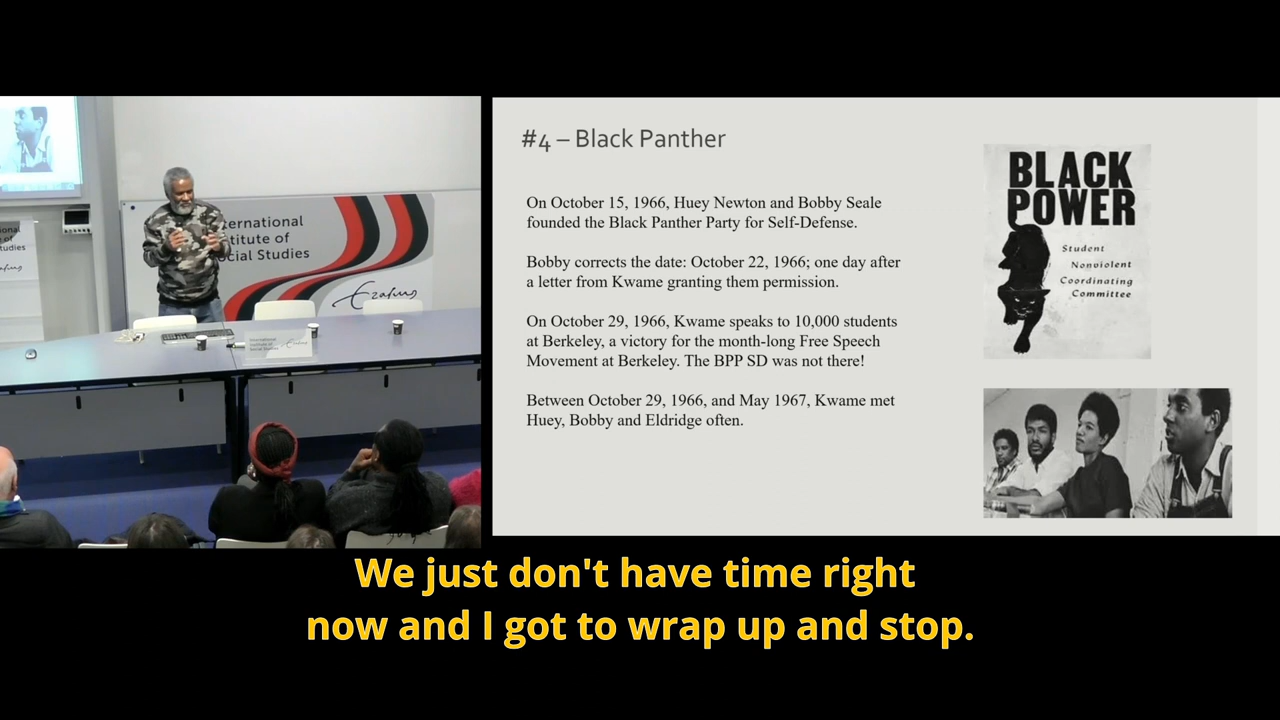 #4 – Black Panther
On October 15, 1966, Huey Newton and Bobby Seale
founded the Black Panther Party for Self-Defense.
Bobby corrects the date: October 22, 1966; one day after
a letter from Kwame granting them permission.
On October 29, 1966, Kwame speaks to 10,000 students
at Berkeley, a victory for the month-long Free Speech
Movement at Berkeley. The BPP SD was not there!
Between October 29, 1966, and May 1967, Kwame met
Huey, Bobby and Eldridge often.
BLACK
POWER
Student
Nonviolent
Coordinating
Committee
ternational
titute of
cial Studies
Erasmus
We just don't have time right
now and I got to wrap up and stop.